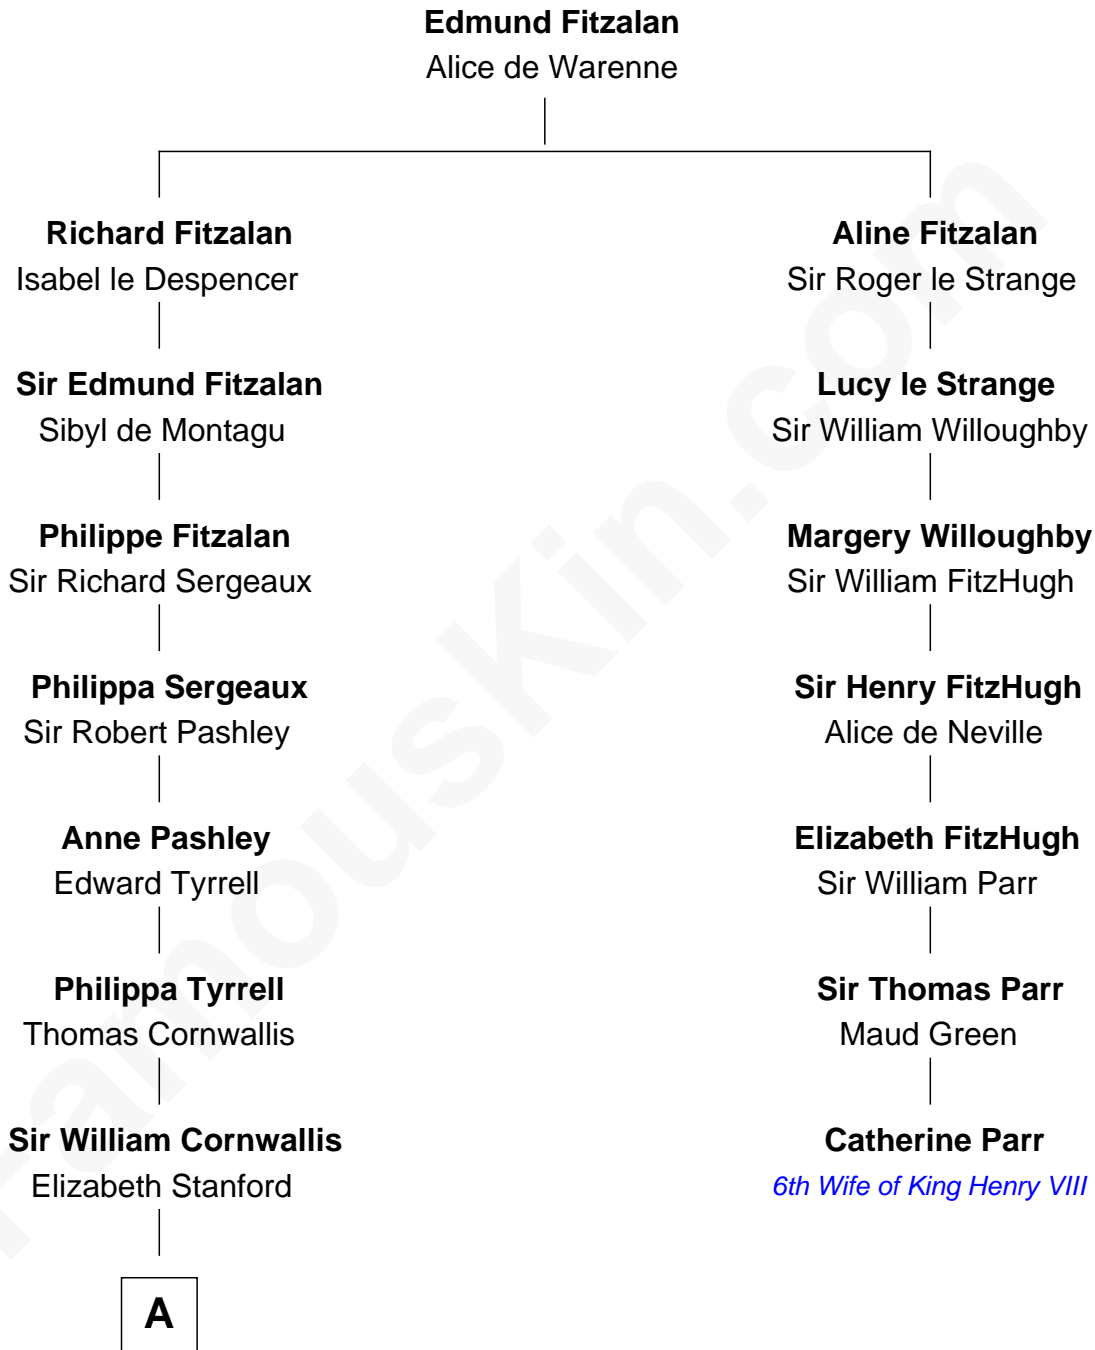 Edmund Fitzalan
Alice de Warenne
Richard Fitzalan
Isabel le Despencer
Aline Fitzalan
Sir Roger le Strange
Sir Edmund Fitzalan
Sibyl de Montagu
Lucy le Strange
Sir William Willoughby
Philippe Fitzalan
Sir Richard Sergeaux
Margery Willoughby
Sir William FitzHugh
Philippa Sergeaux
Sir Robert Pashley
Sir Henry FitzHugh
Alice de Neville
Anne Pashley
Edward Tyrrell
Elizabeth FitzHugh
Sir William Parr
Philippa Tyrrell
Thomas Cornwallis
Sir Thomas Parr
Maud Green
Sir William Cornwallis
Elizabeth Stanford
Catherine Parr
6th Wife of King Henry VIII
A
FamousKin.com